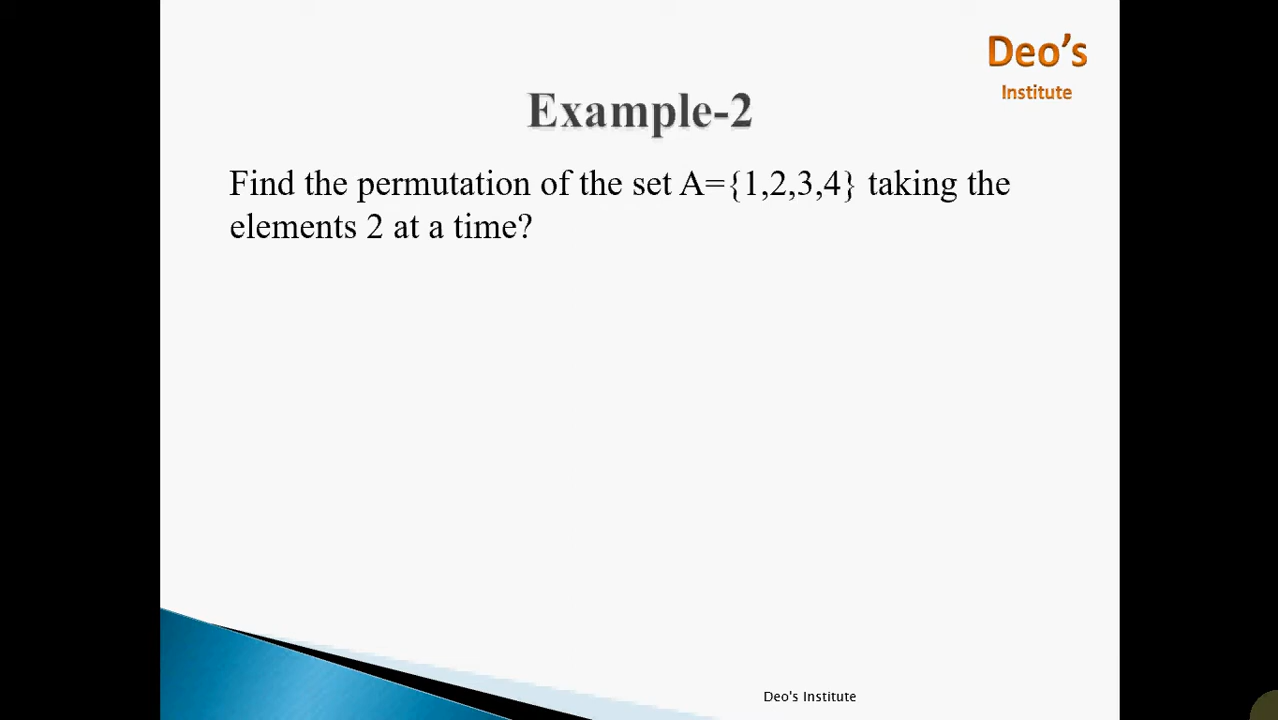 Deo's
Institute
Example-2
Find the permutation of the set A={1,2,3,4} taking the
elements 2 at a time?
Deo's Institute